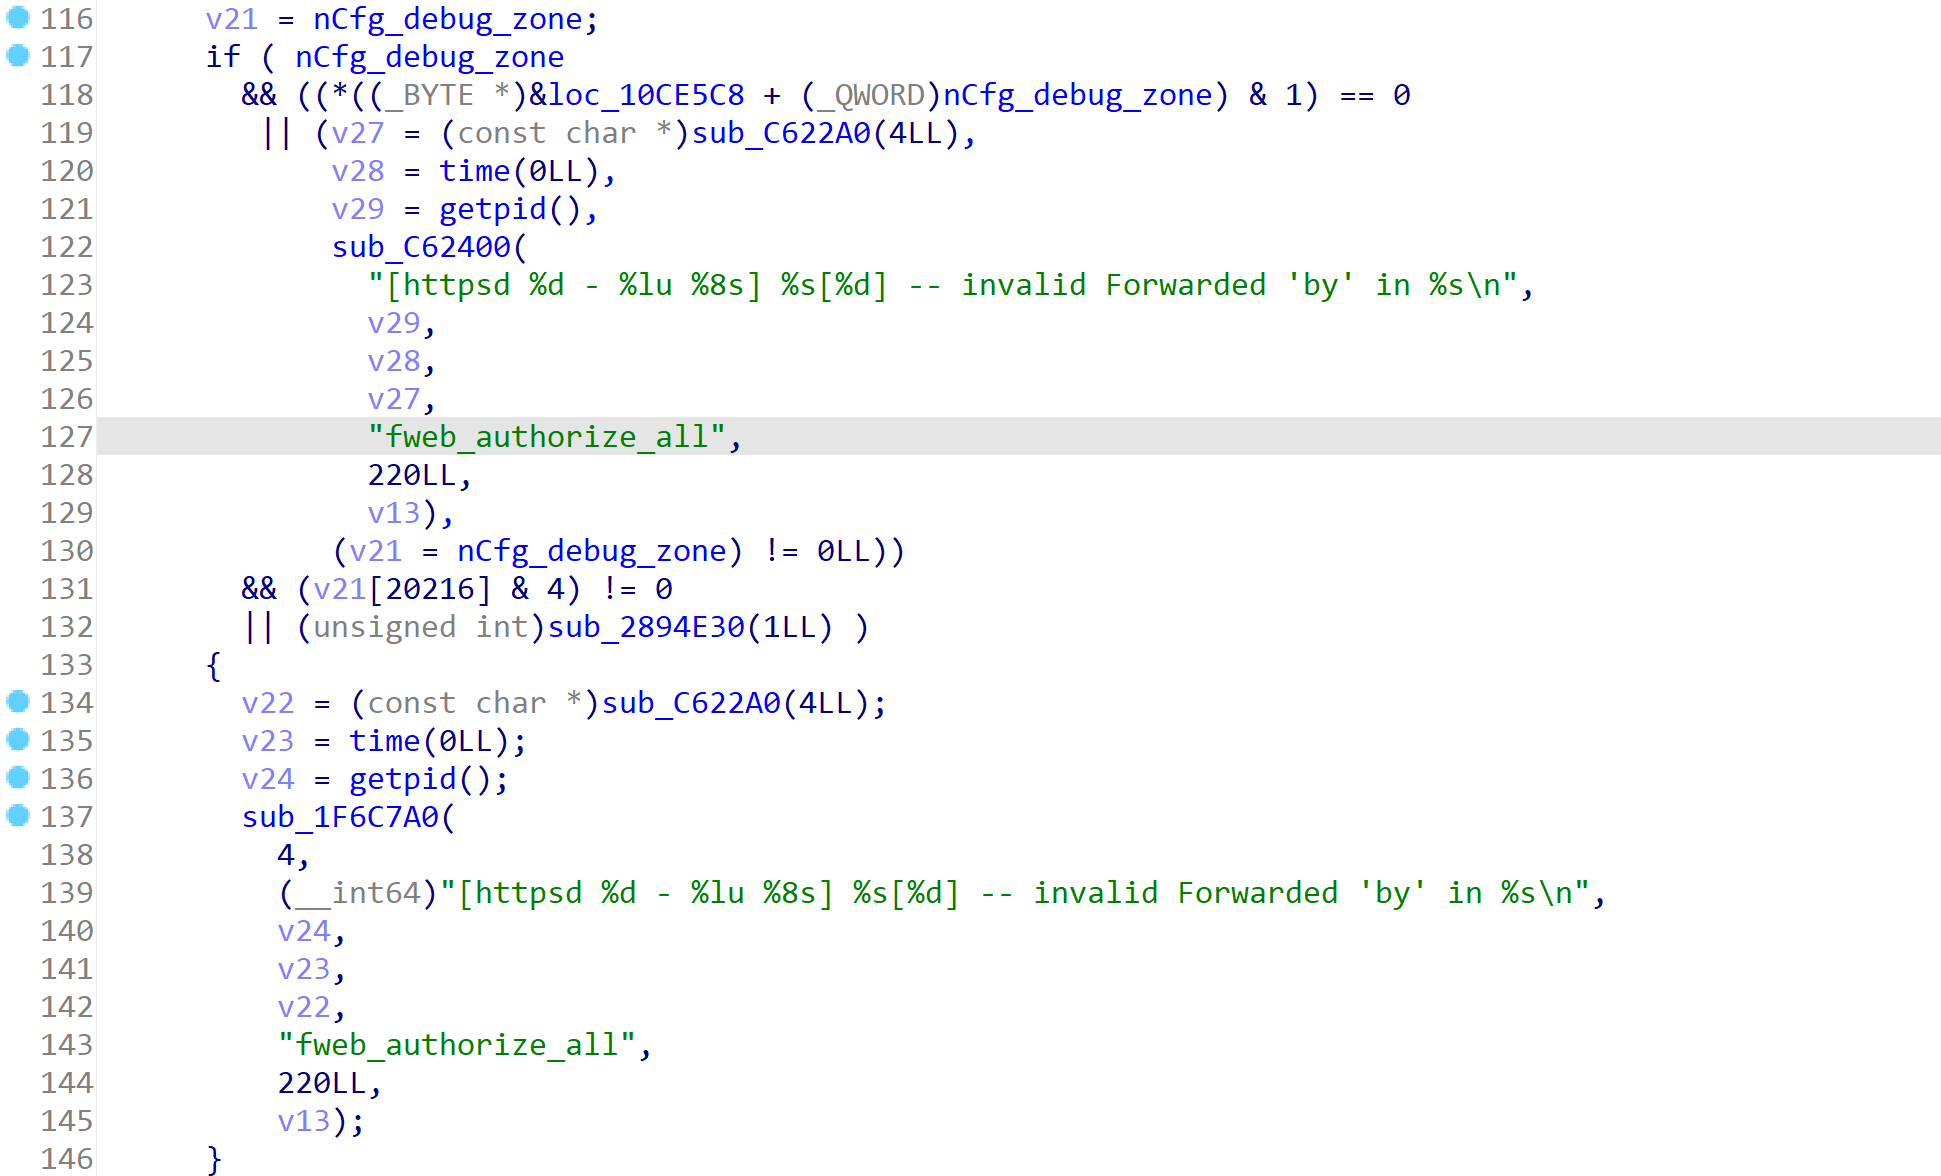 116 v21 = nCfg_debug_zone;
117 if ( nCfg_debug_zone
118 && ((*((_BYTE *)&loc_10CE5C8 + (_QWORD)nCfg_debug_zone) & 1) == 0
119 || (v27 = (const char *)sub_C622A0(4LL),
120 v28 = time(0LL),
121 v29 = getpid(),
122 sub_C62400(
123 "[httpsd %d - %lu %8s] %s[%d] -- invalid Forwarded 'by' in %s\n",
124 v29,
125 v28,
126 v27,
127 "fweb_authorize_all",
128 220LL,
129 v13),
130 (v21 = nCfg_debug_zone) != 0LL))
131 && (v21[20216] & 4) != 0
132 || (unsigned int)sub_2894E30(1LL) )
133 {
134 v22 = (const char *)sub_C622A0(4LL);
135 v23 = time(0LL);
136 v24 = getpid();
137 sub_1F6C7A0(
138 4,
139 (__int64)"[httpsd %d - %lu %8s] %s[%d] -- invalid Forwarded 'by' in %s\n",
140 v24,
141 v23,
142 v22,
143 "fweb_authorize_all",
144 220LL,
145 v13);
146 }